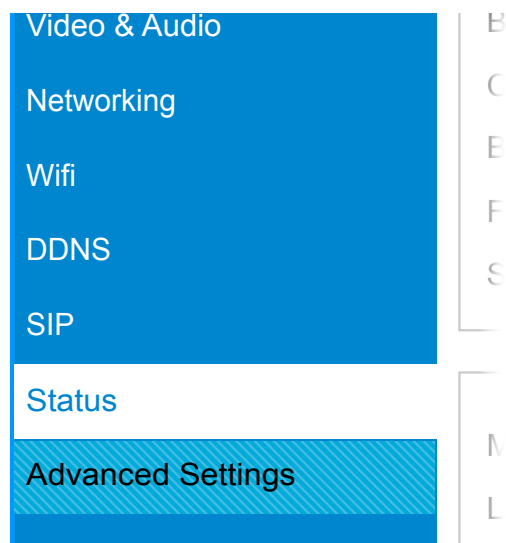 Video & Audio
Networking
Wifi
DDNS
SIP
Status
Advanced Settings